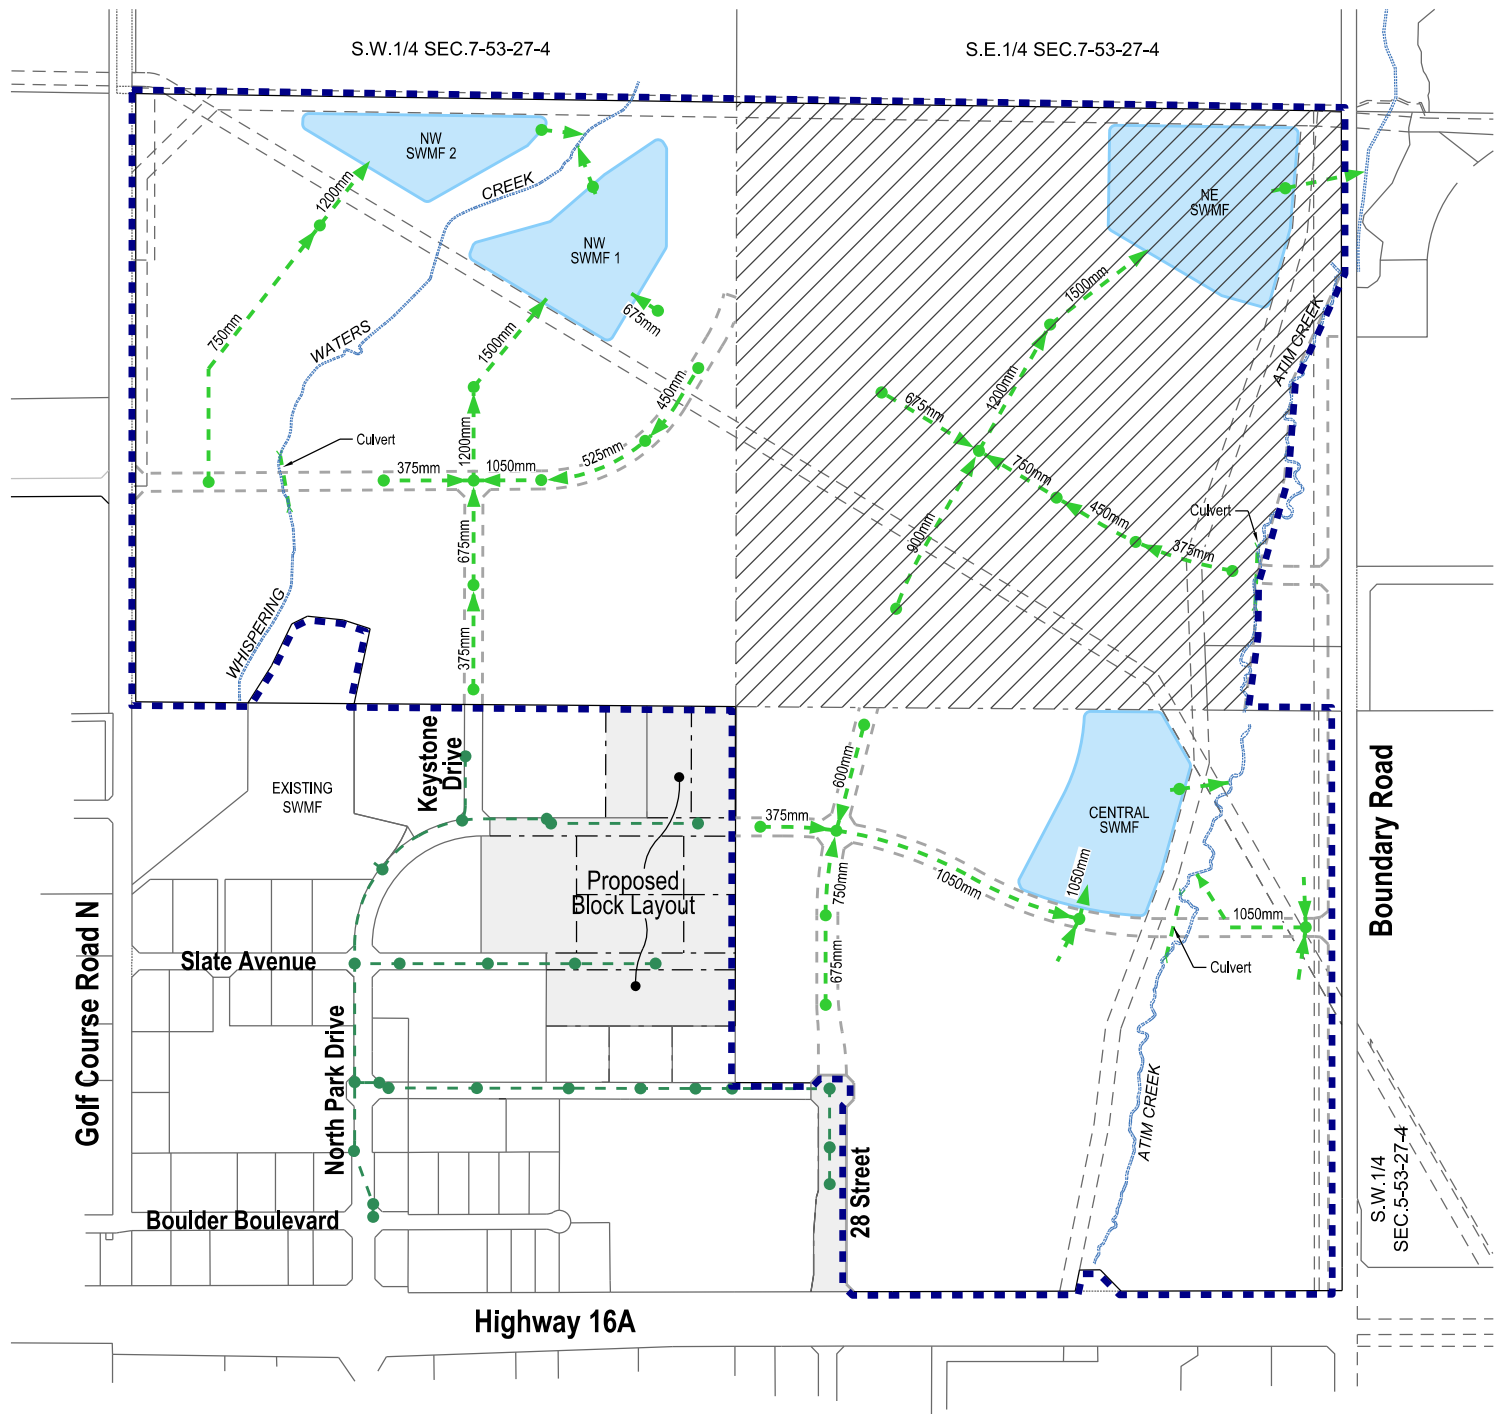 S.W.1/4 SEC.7-53-27-4
S.E.1/4 SEC.7-53-27-4
NW
SWMF 2
CREEK
1200mm
NW
SWMF 1
NE
SWMF
1500mm
675mm
750mm
WATERS
1500mm
ATIM CREEK
450mm
1200mm
675mm
Culvert
1200mm
525mm
375mm
1050mm
750mm
450mm
Culvert
375mm
900mm
675mm
WHISPERING
375mm
Keystone
Drive
EXISTING
SWMF
600mm
375mm
CENTRAL
SWMF
Boundary Road
Proposed
Block Layout
750mm
1050mm
1050mm
1050mm
Golf Course Road N
Slate Avenue
675mm
Culvert
North Park Drive
ATIM CREEK
28 Street
S.W.1/4
SEC.5-53-27-4
Boulder Boulevard
Highway 16A